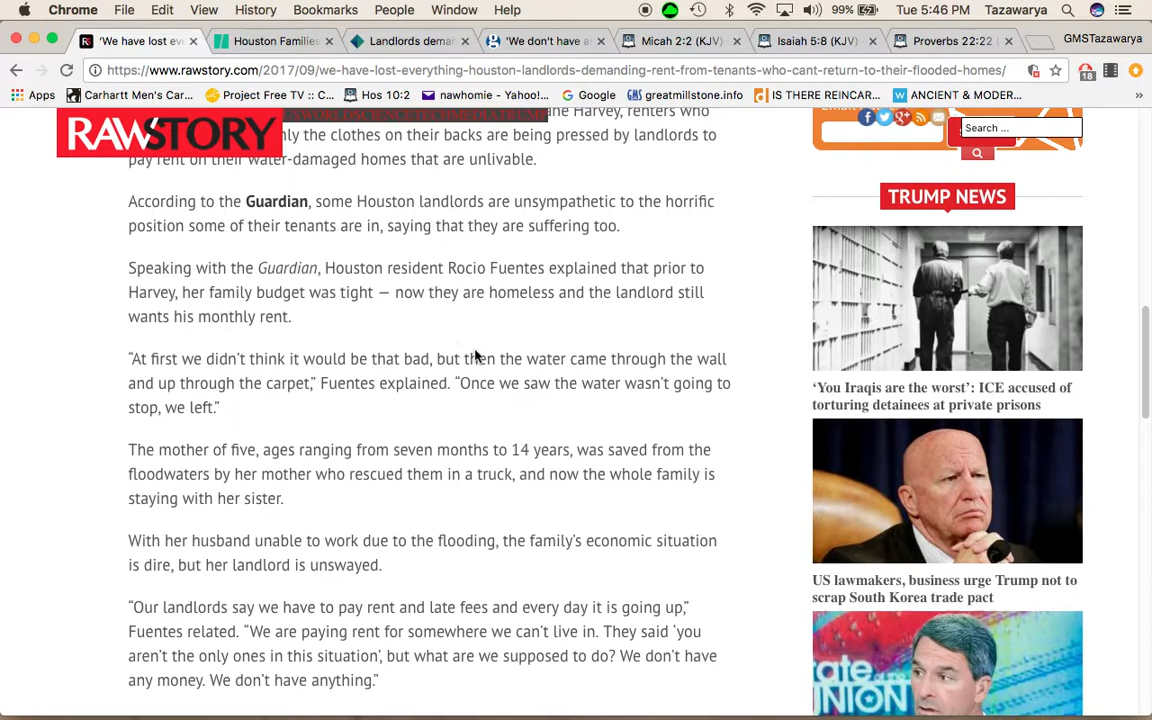 Chrome File Edit View History Bookmarks People Window Help 99% Tue 5:46 PM Tazawarya
'We have lost eve Houston Families Landlords dema 'We don't have a Micah 2:2 (KJV) Isaiah 5:8 (KJV) Proverbs 22:22 GMSTazawarya
https://www.rawstory.com/2017/09/we-have-lost-everything-houston-landlords-demanding-rent-from-tenants-who-cant-return-to-their-flooded-homes/ 18
Apps Carhartt Men's Car... Project Free TV :: C... Hos 10:2 nawhomie - Yahoo!... Google greatmillstone.info IS THERE REINCAR... ANCIENT & MODER... »
RAWSTORY
ane Harvey, renters who
nly the clothes on their backs are being pressed by landlords to
pay rent on their water-damaged homes that are unlivable.
According to the Guardian, some Houston landlords are unsympathetic to the horrific
position some of their tenants are in, saying that they are suffering too.
Speaking with the Guardian, Houston resident Rocio Fuentes explained that prior to
Harvey, her family budget was tight — now they are homeless and the landlord still
wants his monthly rent.
“At first we didn’t think it would be that bad, but then the water came through the wall
and up through the carpet,” Fuentes explained. “Once we saw the water wasn’t going to
stop, we left.”
The mother of five, ages ranging from seven months to 14 years, was saved from the
floodwaters by her mother who rescued them in a truck, and now the whole family is
staying with her sister.
With her husband unable to work due to the flooding, the family’s economic situation
is dire, but her landlord is unswayed.
“Our landlords say we have to pay rent and late fees and every day it is going up,”
Fuentes related. “We are paying rent for somewhere we can’t live in. They said ‘you
aren’t the only ones in this situation’, but what are we supposed to do? We don’t have
any money. We don’t have anything.”
Search ...
TRUMP NEWS
‘You Iraqis are the worst’: ICE accused of
torturing detainees at private prisons
US lawmakers, business urge Trump not to
scrap South Korea trade pact
State of the
UNION